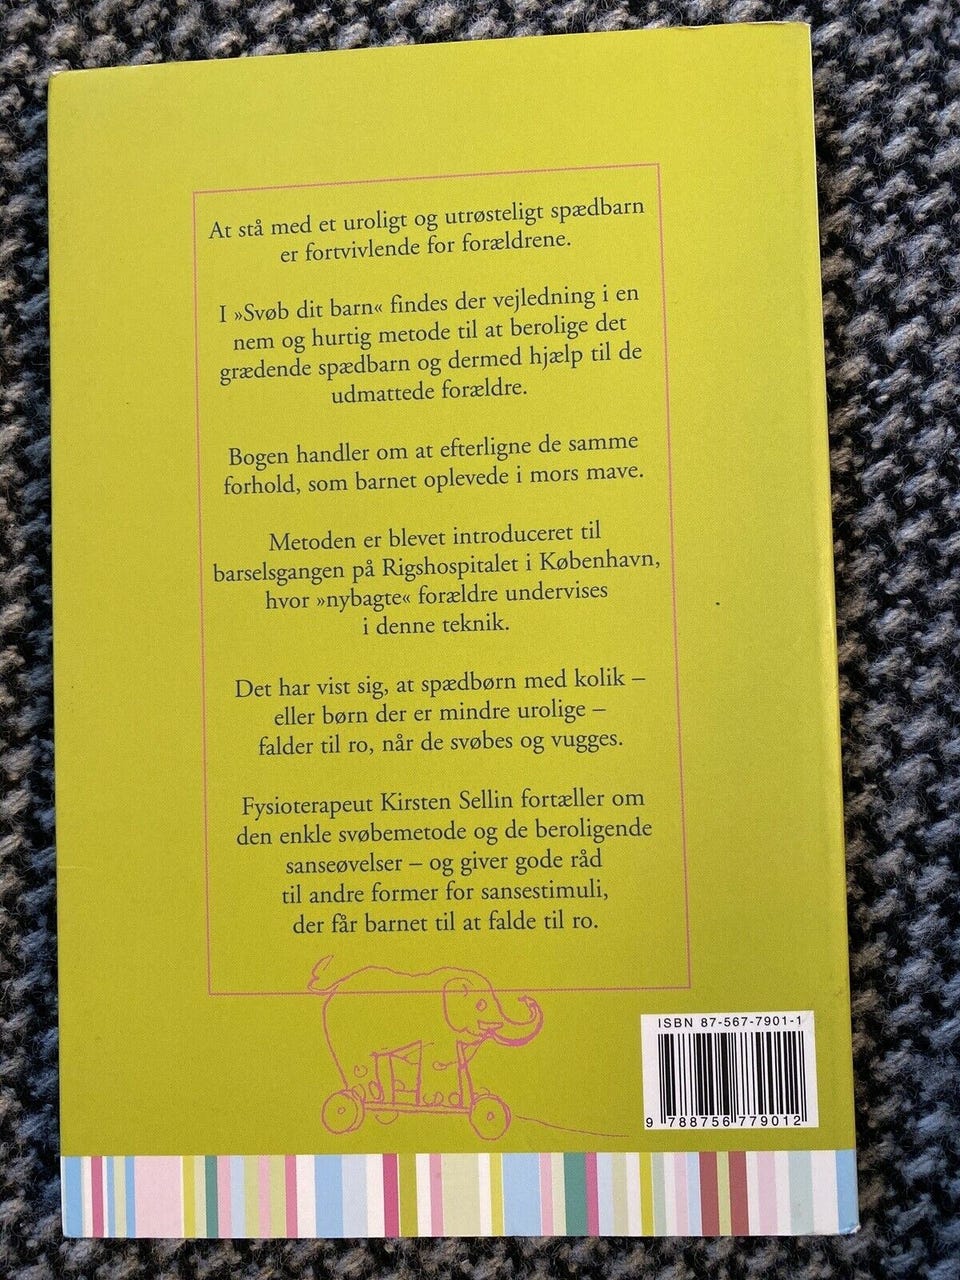 At stå med et uroligt og utrøsteligt spædbarn
er fortvivlende for forældrene.
I »Svøb dit barn« findes der vejledning i en
nem og hurtig metode til at berolige det
grædende spædbarn og dermed hjælp til de
udmattede forældre.
Bogen handler om at efterligne de samme
forhold, som barnet oplevede i mors mave.
Metoden er blevet introduceret til
barselsgangen på Rigshospitalet i København,
hvor »nybagte« forældre undervises
i denne teknik.
Det har vist sig, at spædbørn med kolik –
eller børn der er mindre urolige –
falder til ro, når de svøbes og vugges.
Fysioterapeut Kirsten Sellin fortæller om
den enkle svøbemetode og de beroligende
sanseøvelser – og giver gode råd
til andre former for sansestimuli,
der får barnet til at falde til ro.
ISBN 87-567-7901-1
9 788756 779012